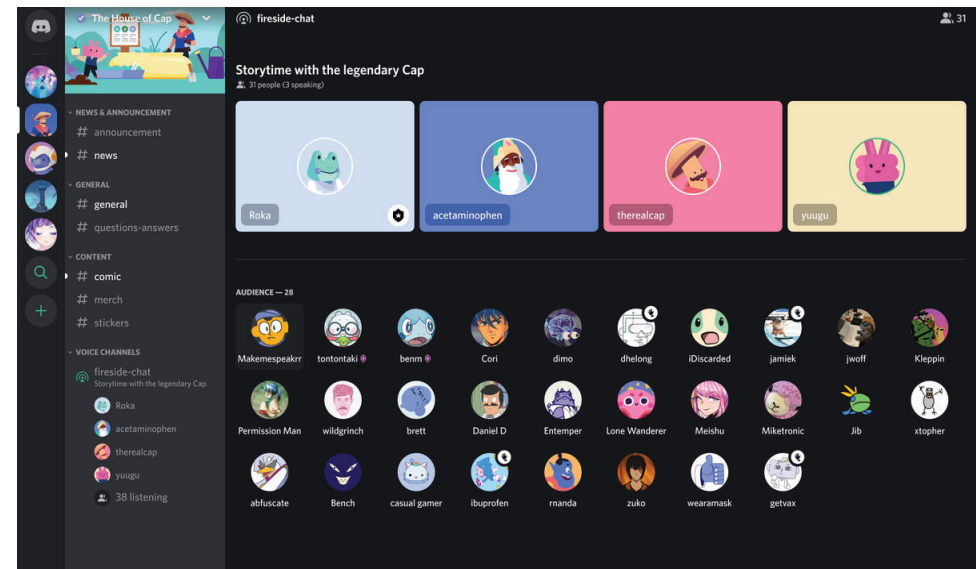 The House of Cap
NEWS & ANNOUNCEMENT
# announcement
# news
GENERAL
# general
# questions-answers
CONTENT
# comic
# merch
# stickers
VOICE CHANNELS
fireside-chat
Storytime with the legendary Cap
Roka
acetaminophen
therealcap
yuugu
38 listening
fireside-chat
31
Storytime with the legendary Cap
31 people (3 speaking)
Roka
acetaminophen
therealcap
yuugu
AUDIENCE — 28
Makemespeakrr tontontaki benm Cori dimo dhelong iDiscarded jamiek jwoff Kleppin
Permission Man wildgrinch brett Daniel D Entemper Lone Wanderer Meishu Miketronic Jib xtopher
abfuscate Bench casual gamer ibuprofen rnanda zuko wearamask getvax